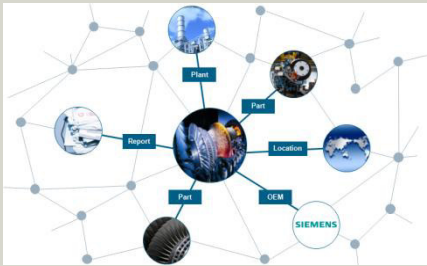 Plant
Part
Report
Location
Part
OEM
SIEMENS